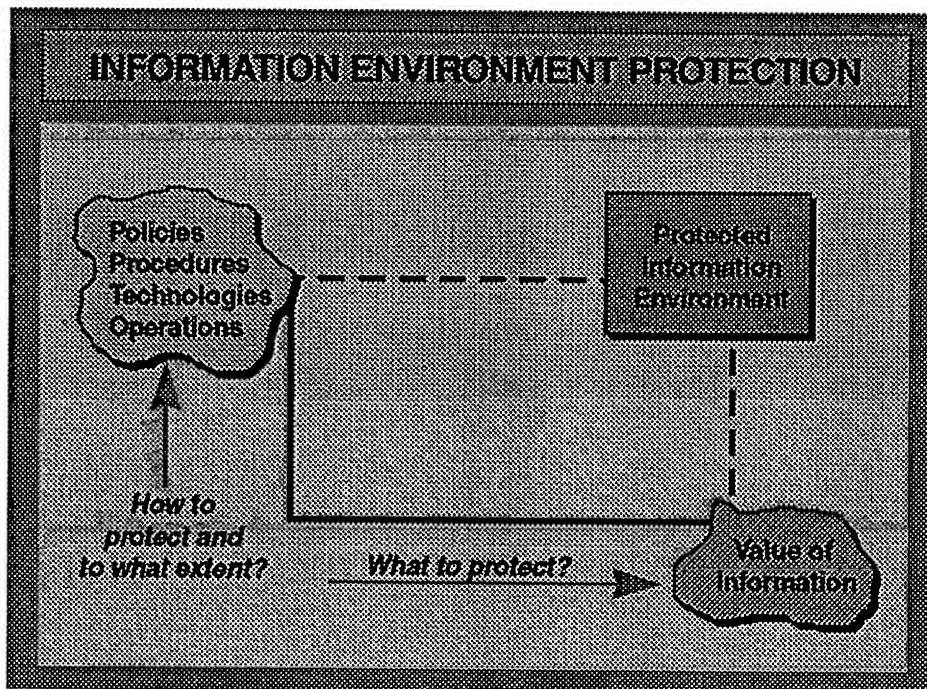 INFORMATION ENVIRONMENT PROTECTION
Policies
Procedures
Technologies
Operations
Protected
Information
Environment
How to
protect and
to what extent?
What to protect?
Value of
Information